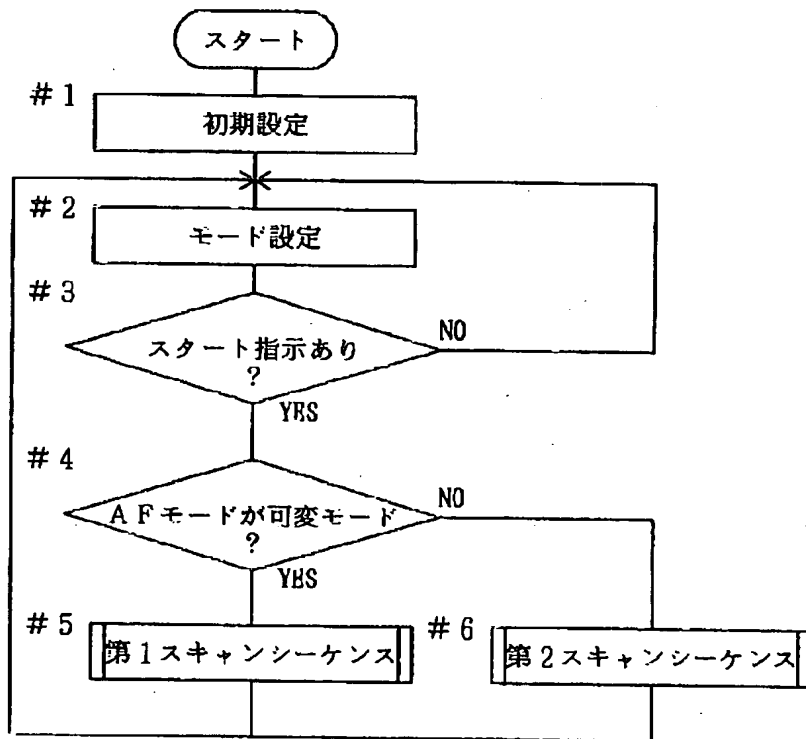 スタート
#1
初期設定
#2
モード設定
#3
スタート指示あり
?
NO
YES
#4
AFモードが可変モード
?
NO
YES
#5
第1スキャンシーケンス
#6
第2スキャンシーケンス